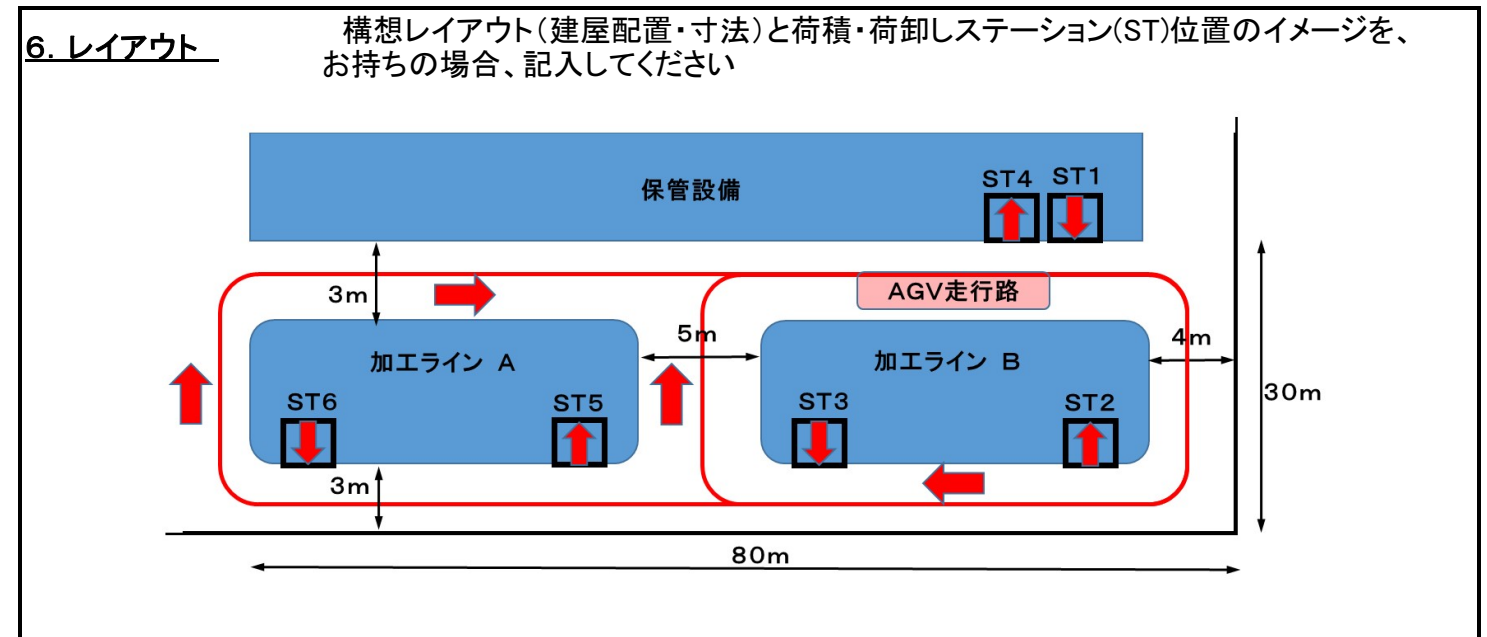 6．レイアウト
構想レイアウト（建屋配置・寸法）と荷積・荷卸しステーション(ST)位置のイメージを、
お持ちの場合、記入してください
保管設備
ST4 ST1
3m
AGV走行路
加工ライン A
5m
加工ライン B
4m
30m
ST6
ST5
ST3
ST2
3m
80m